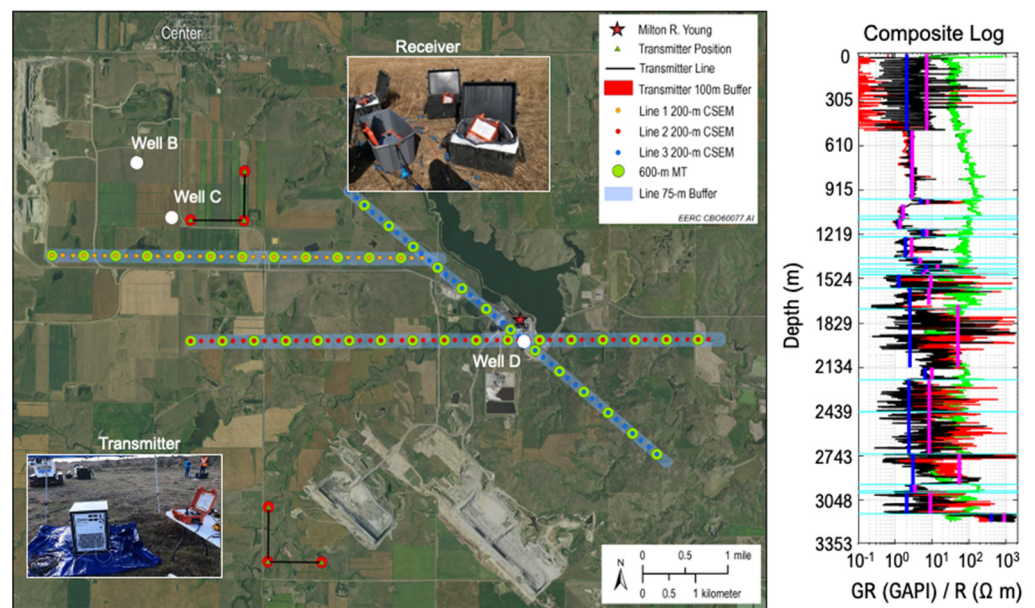 Center
Receiver
Well B
Well C
Well D
Transmitter
Milton R. Young
Transmitter Position
Transmitter Line
Transmitter 100m Buffer
Line 1 200-m CSEM
Line 2 200-m CSEM
Line 3 200-m CSEM
600-m MT
Line 75-m Buffer
EERC CBO60077.AI
N
0 0.5 1 mile
0 0.5 1 kilometer
Composite Log
Depth (m)
0
305
610
915
1219
1524
1829
2134
2439
2743
3048
3353
10⁻¹ 10⁰ 10¹ 10² 10³
GR (GAPI) / R (Ω m)